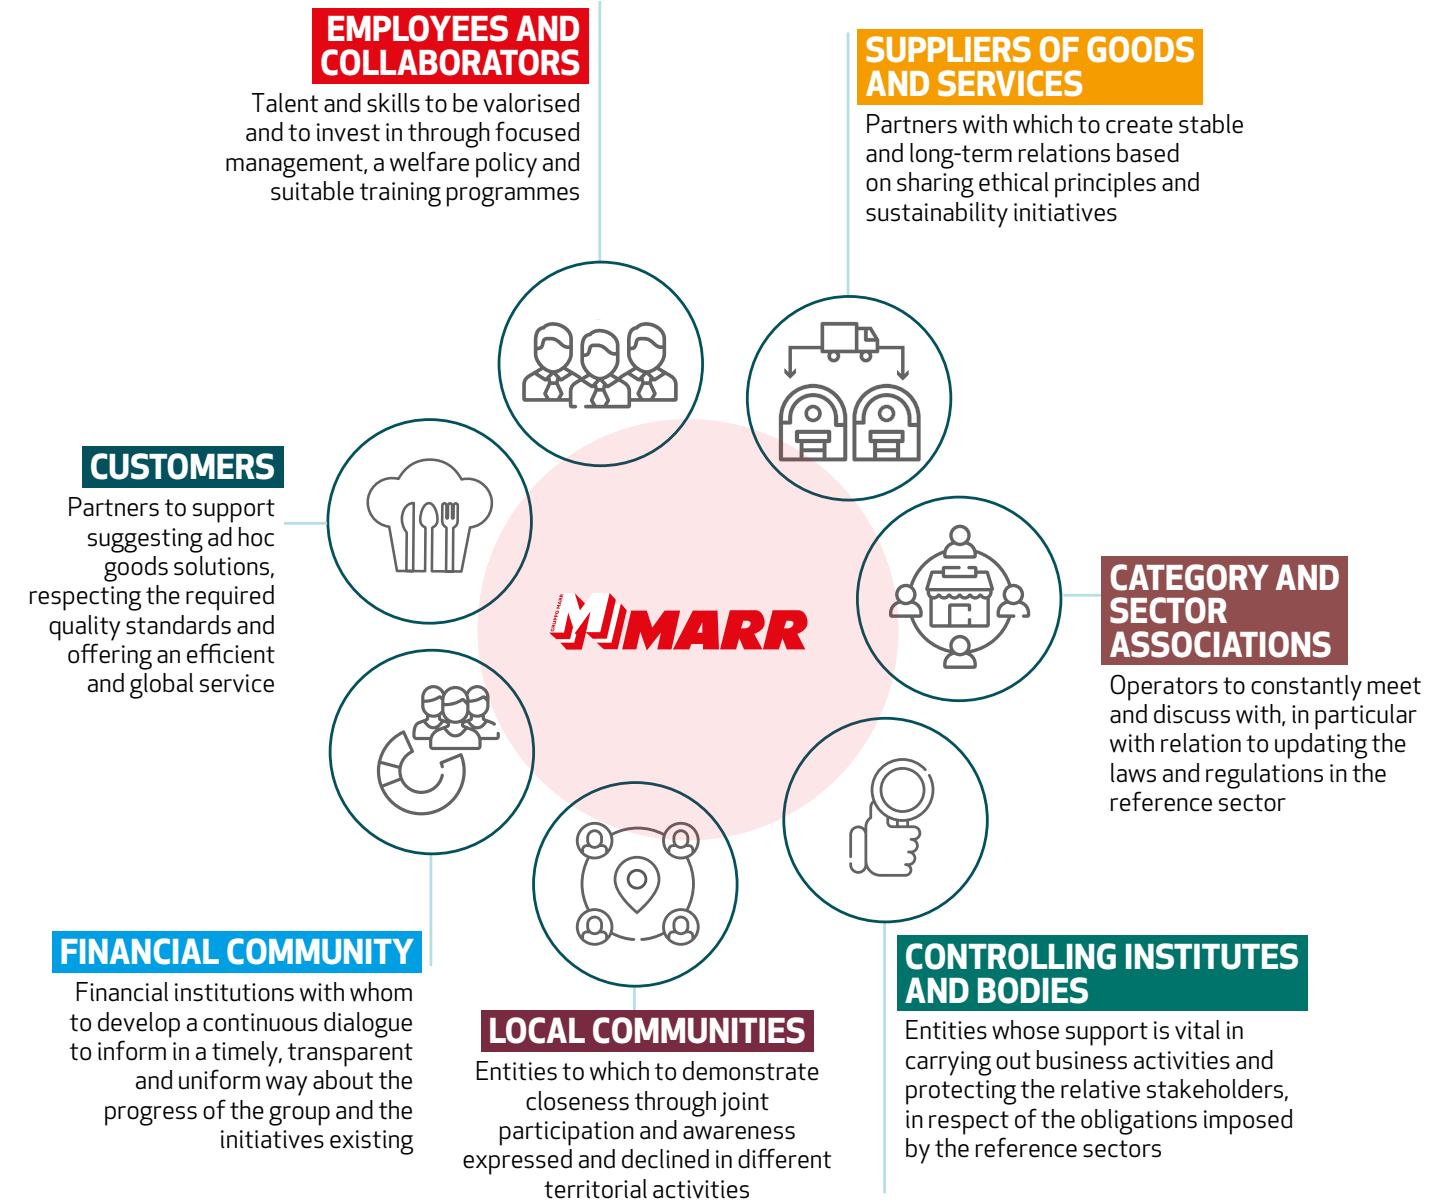 EMPLOYEES AND
COLLABORATORS
Talent and skills to be valorised
and to invest in through focused
management, a welfare policy and
suitable training programmes
SUPPLIERS OF GOODS
AND SERVICES
Partners with which to create stable
and long-term relations based
on sharing ethical principles and
sustainability initiatives
CUSTOMERS
Partners to support
suggesting ad hoc
goods solutions,
respecting the required
quality standards and
offering an efficient
and global service
GRUPPO MARR
M MARR
CATEGORY AND
SECTOR
ASSOCIATIONS
Operators to constantly meet
and discuss with, in particular
with relation to updating the
laws and regulations in the
reference sector
FINANCIAL COMMUNITY
Financial institutions with whom
to develop a continuous dialogue
to inform in a timely, transparent
and uniform way about the
progress of the group and the
initiatives existing
LOCAL COMMUNITIES
Entities to which to demonstrate
closeness through joint
participation and awareness
expressed and declined in different
territorial activities
CONTROLLING INSTITUTES
AND BODIES
Entities whose support is vital in
carrying out business activities and
protecting the relative stakeholders,
in respect of the obligations imposed
by the reference sectors